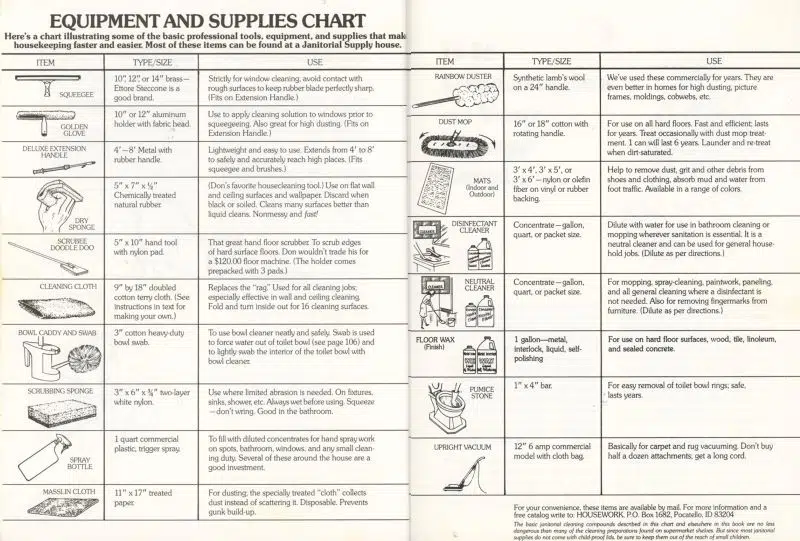 EQUIPMENT AND SUPPLIES CHART
Here's a chart illustrating some of the basic professional tools, equipment, and supplies that mak
housekeeping faster and easier. Most of these items can be found at a Janitorial Supply house.
ITEM TYPE/SIZE USE
SQUEEGEE
10", 12", or 14" brass—
Ettore Steccone is a
good brand.
Strictly for window cleaning, avoid contact with
rough surfaces to keep rubber blade perfectly sharp.
(Fits on Extension Handle.)
GOLDEN
GLOVE
10" or 12" aluminum
holder with fabric head.
Use to apply cleaning solution to windows prior to
squeegeeing. Also great for high dusting. (Fits on
Extension Handle.)
DELUXE EXTENSION
HANDLE
4'–8' Metal with
rubber handle.
Lightweight and easy to use. Extends from 4' to 8'
to safely and accurately reach high places. (Fits
squeegee and brushes.)
DRY
SPONGE
5" x 7" x ½"
Chemically treated
natural rubber.
(Don's favorite housecleaning tool.) Use on flat wall
and ceiling surfaces and wallpaper. Discard when
black or soiled. Cleans many surfaces better than
liquid cleans. Nonmessy and fast!
SCRUBEE
DOODLE DOO
5" x 10" hand tool
with nylon pad.
That great hand floor scrubber. To scrub edges
of hard surface floors. Don wouldn't trade his for
a $120.00 floor machine. (The holder comes
prepacked with 3 pads.)
CLEANING CLOTH
9" by 18" doubled
cotton terry cloth. (See
Instructions in text for
making your own.)
Replaces the "rag." Used for all cleaning jobs;
especially effective in wall and ceiling cleaning.
Fold and turn inside out for 16 cleaning surfaces.
BOWL CADDY AND SWAB
3" cotton heavy-duty
bowl swab.
To use bowl cleaner neatly and safely. Swab is used
to force water out of toilet bowl (see page 106) and
to lightly swab the interior of the toilet bowl with
bowl cleaner.
SCRUBBING SPONGE
3" x 6" x ¾" two-layer
white nylon.
Use where limited abrasion is needed. On fixtures,
sinks, shower, etc. Always wet before using. Squeeze
—don't wring. Good in the bathroom.
SPRAY
BOTTLE
1 quart commercial
plastic, trigger spray.
To fill with diluted concentrates for hand spray work
on spots, bathroom, windows, and any small clean-
ing duty. Several of these around the house are a
good investment.
MASSLIN CLOTH
11" x 17" treated
paper.
For dusting; the specially treated "cloth" collects
dust instead of scattering it. Disposable. Prevents
gunk build-up.
ITEM TYPE/SIZE USE
RAINBOW DUSTER
Synthetic lamb's wool
on a 24" handle.
We've used these commercially for years. They are
even better in homes for high dusting, picture
frames, moldings, cobwebs, etc.
DUST MOP
16" or 18" cotton with
rotating handle.
For use on all hard floors. Fast and efficient; lasts
for years. Treat occasionally with dust mop treat-
ment. 1 can will last 6 years. Launder and re-treat
when dirt-saturated.
MATS
(Indoor and
Outdoor)
3' x 4', 3' x 5', or
3' x 6'—nylon or olefin
fiber on vinyl or rubber
backing.
Help to remove dust, grit and other debris from
shoes and clothing, absorb mud and water from
foot traffic. Available in a range of colors.
DISINFECTANT
CLEANER
CLEANER
Concentrate—gallon,
quart, or packet size.
Dilute with water for use in bathroom cleaning or
mopping wherever sanitation is essential. It is a
neutral cleaner and can be used for general house-
hold jobs. (Dilute as per directions.)
NEUTRAL
CLEANER
CLEANER
Concentrate—gallon,
quart, or packet size.
For mopping, spray-cleaning, paintwork, paneling,
and all general cleaning where a disinfectant is
not needed. Also for removing fingermarks from
furniture. (Dilute as per directions.)
FLOOR WAX
(Finish)
1 gallon—metal,
interlock, liquid, self-
polishing
For use on hard floor surfaces, wood, tile, linoleum,
and sealed concrete.
PUMICE
STONE
1" x 4" bar.
For easy removal of toilet bowl rings; safe,
lasts years.
UPRIGHT VACUUM
12" 6 amp commercial
model with cloth bag.
Basically for carpet and rug vacuuming. Don't buy
half a dozen attachments; get a long cord.
For your convenience, these items are available by mail. For more information and a
free catalog write to: HOUSEWORK, P.O. Box 1682, Pocatello, ID 83204
The basic janitorial cleaning compounds described in this chart and elsewhere in this book are no less
dangerous than many of the cleaning preparations found on supermarket shelves. But since most janitorial
supplies do not come with child-proof lids, be sure to keep them out of the reach of small children.